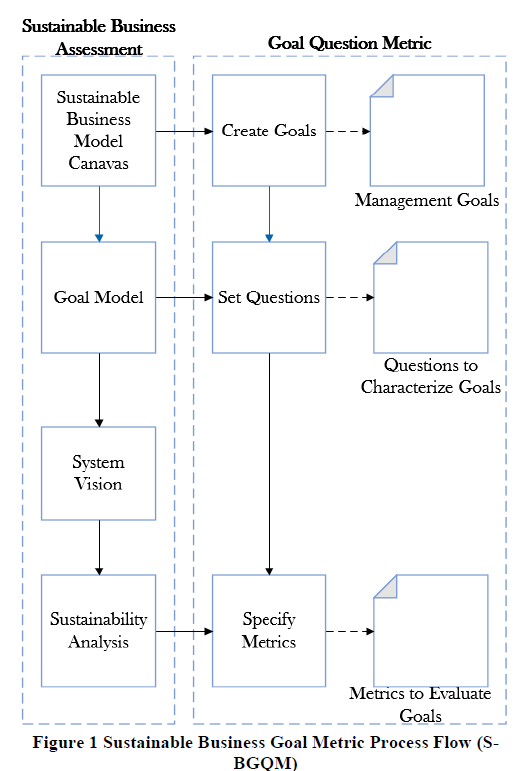 Sustainable Business
Assessment
Goal Question Metric
Sustainable
Business
Model
Canavas
Create Goals
Management Goals
Goal Model
Set Questions
Questions to
Characterize Goals
System
Vision
Sustainability
Analysis
Specify
Metrics
Metrics to Evaluate
Goals
Figure 1 Sustainable Business Goal Metric Process Flow (S-
BGQM)